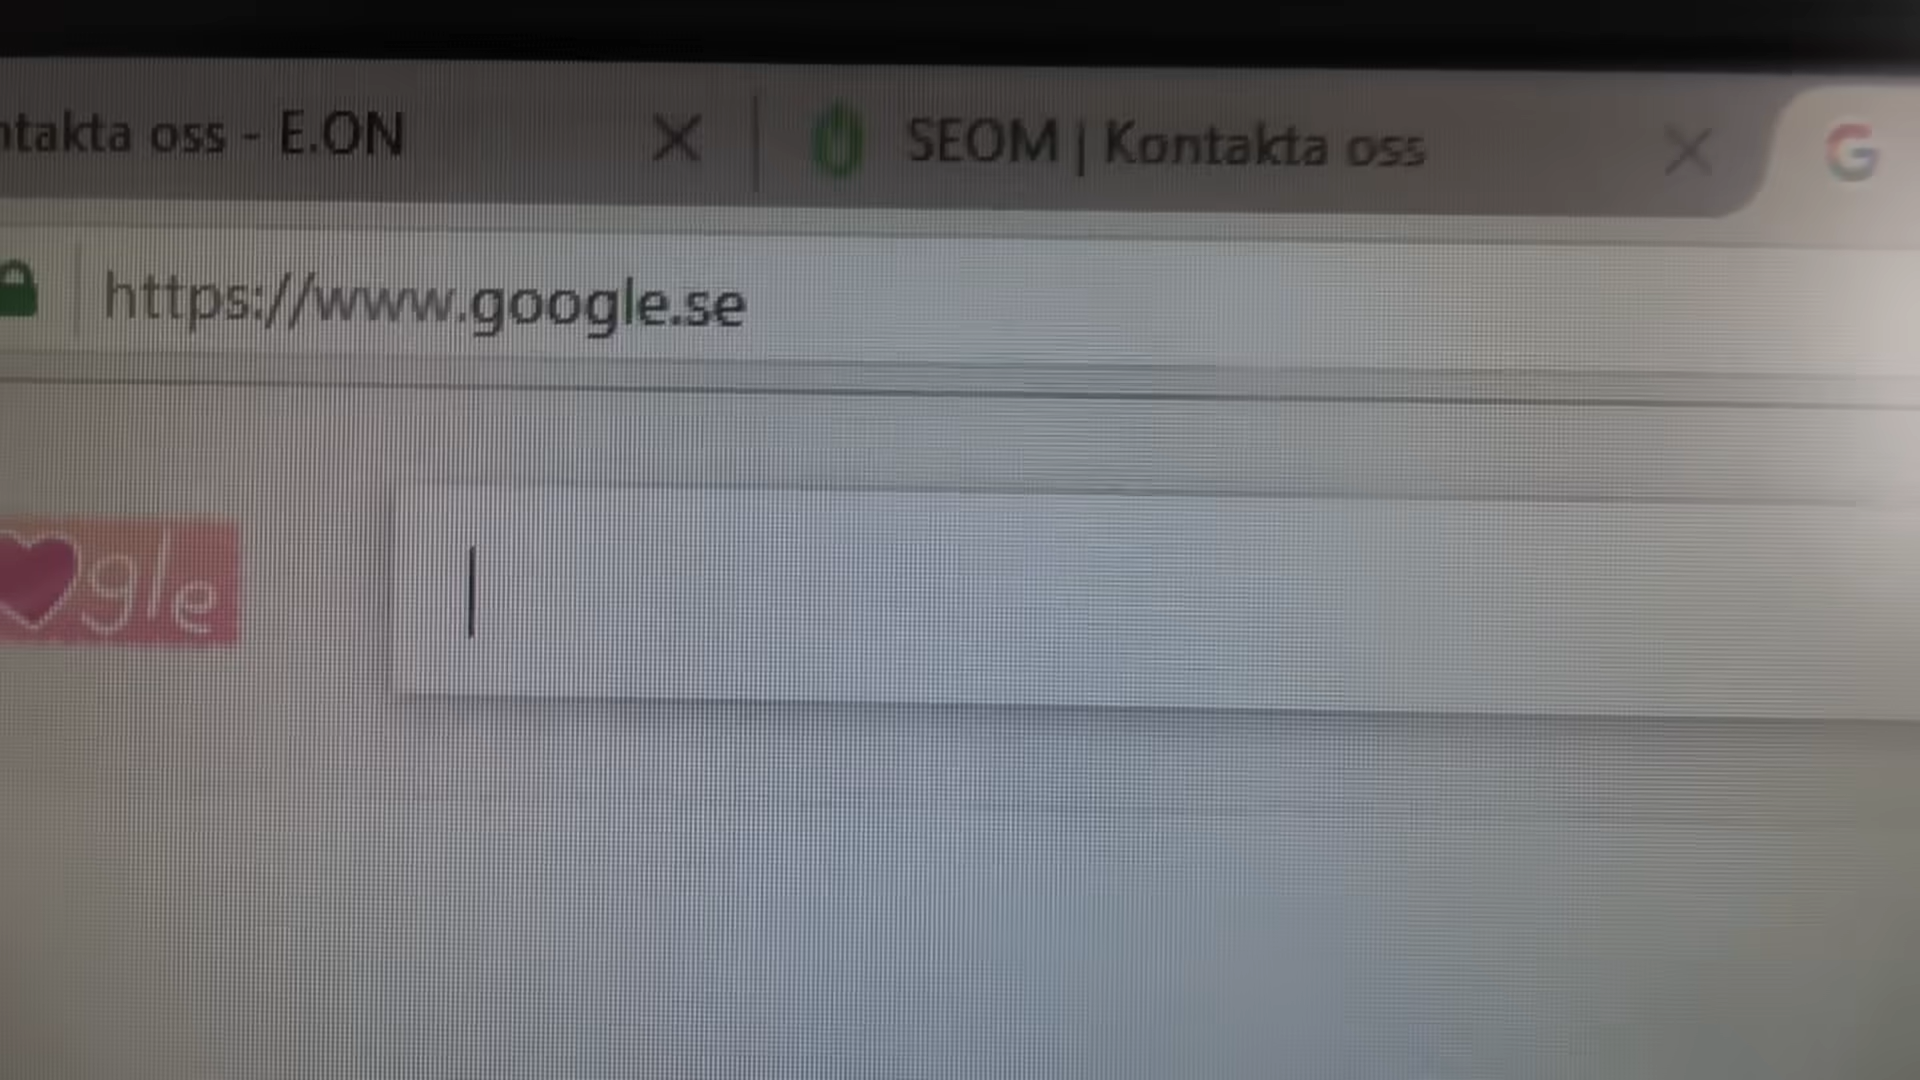 ntakta oss - E.ON
SEOM | Kontakta oss
G
https://www.google.se
gle